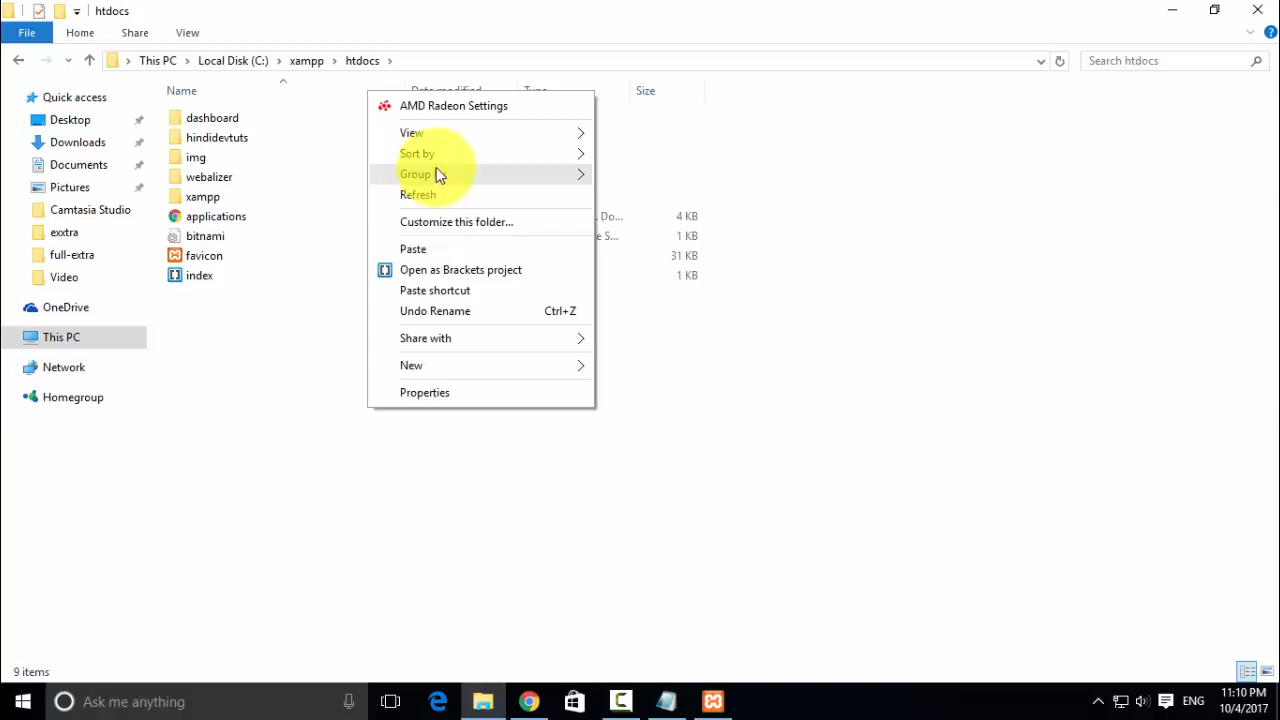 htdocs
File Home Share View
This PC Local Disk (C:) xampp htdocs Search htdocs
Name Date modified Type Size
Quick access
Desktop
Downloads
Documents
Pictures
Camtasia Studio
exxtra
full-extra
Video
OneDrive
This PC
Network
Homegroup
dashboard
hindidevtuts
img
webalizer
xampp
applications Do... 4 KB
bitnami e S... 1 KB
favicon 31 KB
index 1 KB
AMD Radeon Settings
View
Sort by
Group
Refresh
Customize this folder...
Paste
Open as Brackets project
Paste shortcut
Undo Rename Ctrl+Z
Share with
New
Properties
9 items
Ask me anything
ENG
11:10 PM
10/4/2017